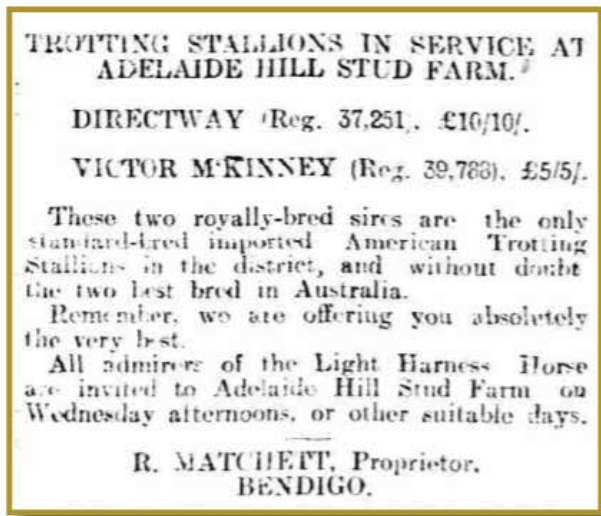 TROTTING STALLIONS IN SERVICE AT
ADELAIDE HILL STUD FARM.
DIRECTWAY (Reg. 37,251). £10/10/.
VICTOR M'KINNEY (Reg. 39,788). £5/5/.
These two royally-bred sires are the only
standard-bred imported American Trotting
Stallions in the district, and without doubt
the two best bred in Australia.
Remember, we are offering you absolutely
the very best.
All admirers of the Light Harness Horse
are invited to Adelaide Hill Stud Farm on
Wednesday afternoons, or other suitable days.
R. MATCHETT, Proprietor.
BENDIGO.